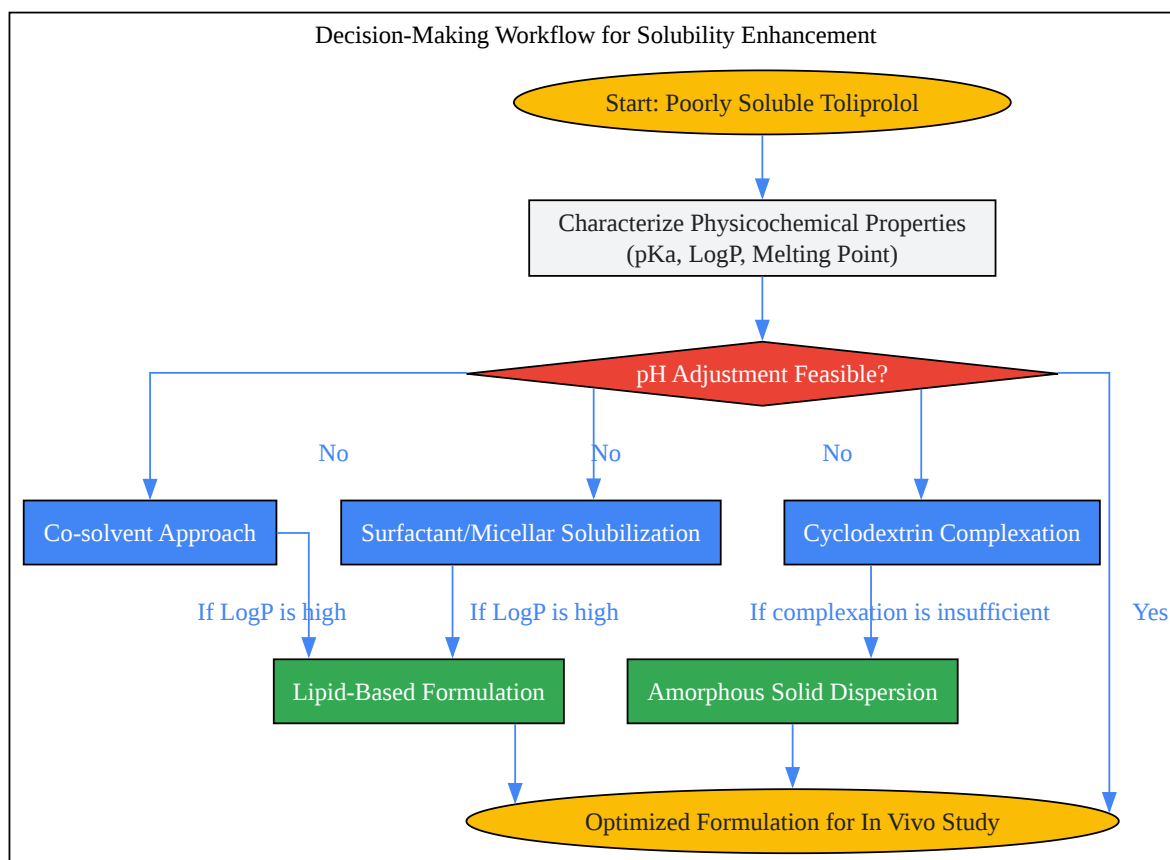 Decision-Making Workflow for Solubility Enhancement
Start: Poorly Soluble Toliprolol
Characterize Physicochemical Properties
(pKa, LogP, Melting Point)
pH Adjustment Feasible?
No
No
No
Co-solvent Approach
Surfactant/Micellar Solubilization
Cyclodextrin Complexation
If LogP is high
If LogP is high
If complexation is insufficient
Yes
Lipid-Based Formulation
Amorphous Solid Dispersion
Optimized Formulation for In Vivo Study